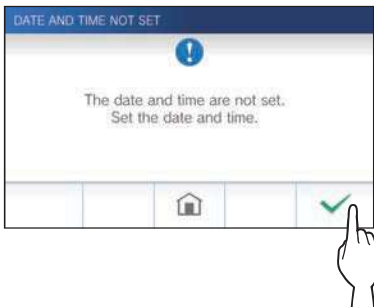 DATE AND TIME NOT SET
The date and time are not set.
Set the date and time.